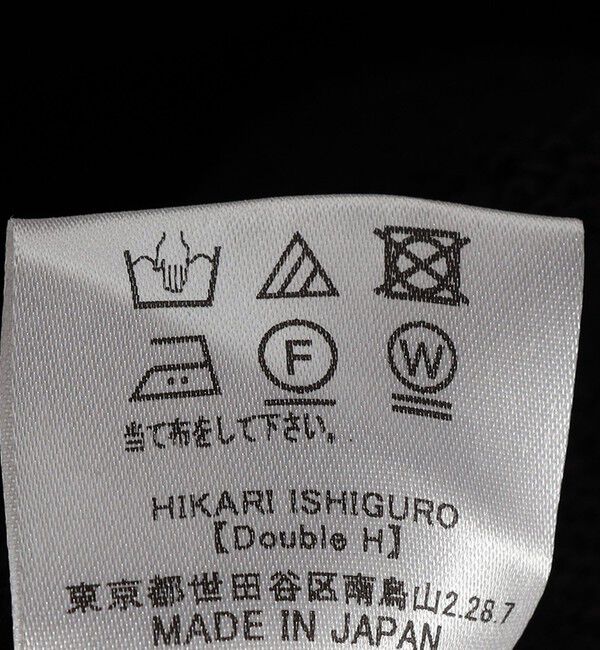 F W
当て布をして下さい。
HIKARI ISHIGURO
【Double H】
東京都世田谷区南烏山2.28.7
MADE IN JAPAN